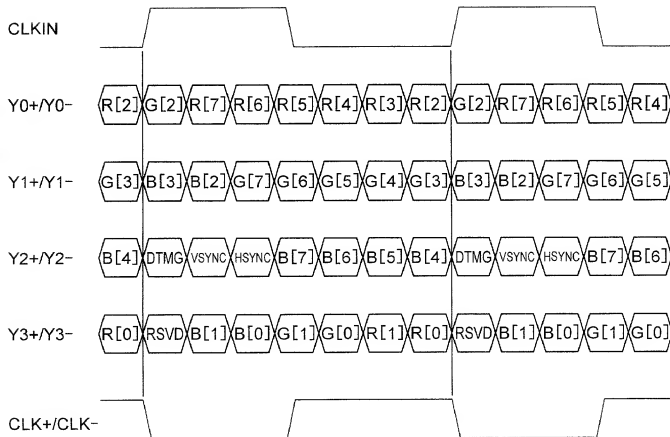 CLKIN
Y0+/Y0− R[2] G[2] R[7] R[6] R[5] R[4] R[3] R[2] G[2] R[7] R[6] R[5] R[4]
Y1+/Y1− G[3] B[3] B[2] G[7] G[6] G[5] G[4] G[3] B[3] B[2] G[7] G[6] G[5]
Y2+/Y2− B[4] DTMG VSYNC HSYNC B[7] B[6] B[5] B[4] DTMG VSYNC HSYNC B[7] B[6]
Y3+/Y3− R[0] RSVD B[1] B[0] G[1] G[0] R[1] R[0] RSVD B[1] B[0] G[1] G[0]
CLK+/CLK−